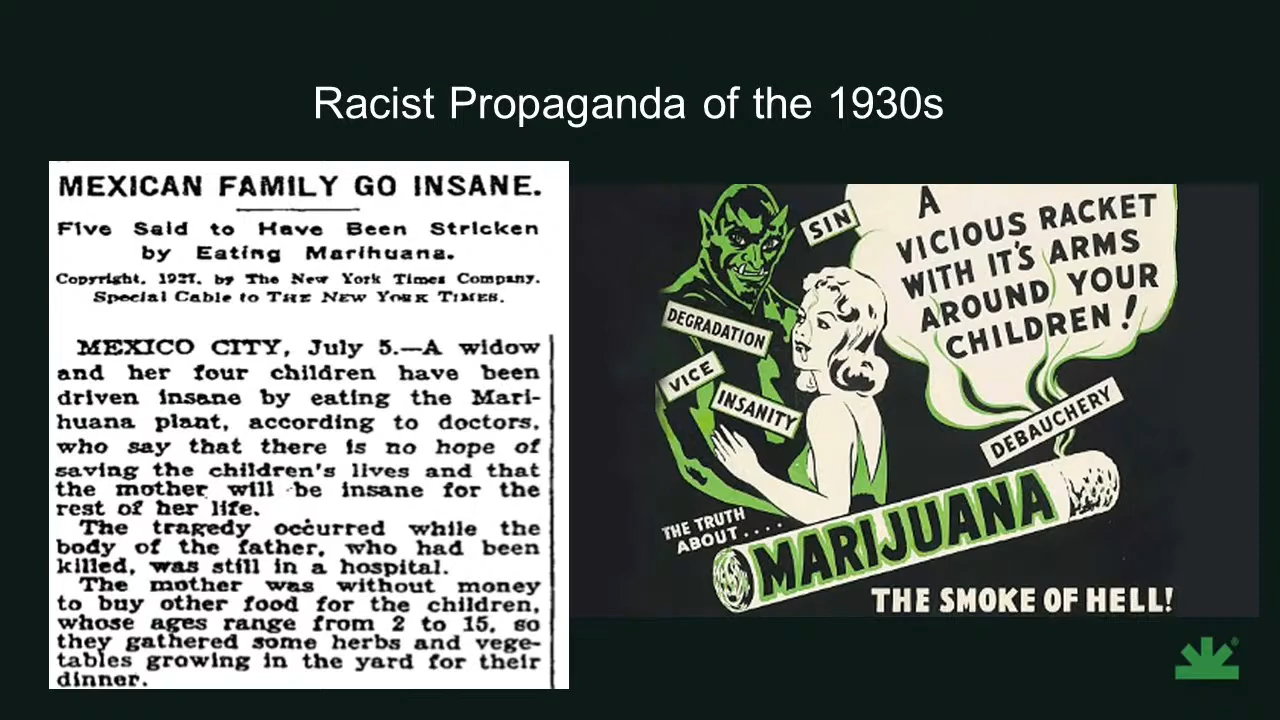 Racist Propaganda of the 1930s
MEXICAN FAMILY GO INSANE.
Five Said to Have Been Stricken
by Eating Marihuana.
Copyright, 1927, by The New York Times Company.
Special Cable to THE NEW YORK TIMES.
MEXICO CITY, July 5.—A widow
and her four children have been
driven insane by eating the Mari-
huana plant, according to doctors,
who say that there is no hope of
saving the children's lives and that
the mother will be insane for the
rest of her life.
The tragedy occurred while the
body of the father, who had been
killed, was still in a hospital.
The mother was without money
to buy other food for the children,
whose ages range from 2 to 15, so
they gathered some herbs and vege-
tables growing in the yard for their
dinner.
SIN
A
VICIOUS RACKET
WITH IT'S ARMS
AROUND YOUR
CHILDREN!
DEGRADATION
VICE
INSANITY
DEBAUCHERY
THE TRUTH
ABOUT....
MARIJUANA
THE SMOKE OF HELL!